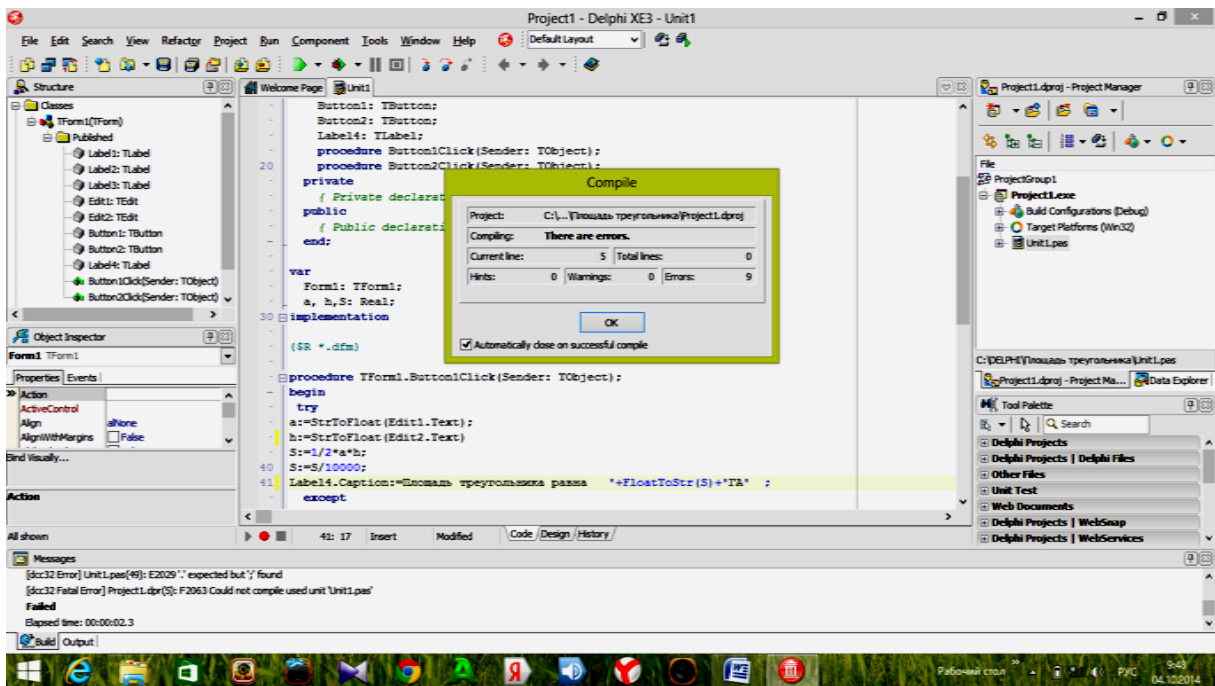 Project1 - Delphi XE3 - Unit1
File Edit Search View Refactor Project Run Component Tools Window Help Default Layout
Structure
Classes
TForm1(TForm)
Published
Label1: TLabel
Label2: TLabel
Label3: TLabel
Edit1: TEdit
Edit2: TEdit
Button1: TButton
Button2: TButton
Label4: TLabel
Button1Click(Sender: TObject)
Button2Click(Sender: TObject)
Object Inspector
Form1 TForm1
Properties Events
Action
ActiveControl
Align alNone
AlignWithMargins False
Bind Visually...
Action
All shown
Welcome Page Unit1
Button1: TButton;
Button2: TButton;
Label4: TLabel;
procedure Button1Click(Sender: TObject);
20 procedure Button2Click(Sender: TObject);
private
{ Private declarat
public
{ Public declarati
end;
var
Form1: TForm1;
a, h,S: Real;
30 implementation
{$R *.dfm}
procedure TForm1.Button1Click(Sender: TObject);
begin
try
a:=StrToFloat(Edit1.Text);
h:=StrToFloat(Edit2.Text)
S:=1/2*a*h;
40 S:=S/10000;
41 Label4.Caption:=Площадь треугольника равна "+FloatToStr(S)+"ГА" ;
except
41: 17 Insert Modified Code Design History
Compile
Project: C:\...\Площадь треугольника\Project1.dproj
Compiling: There are errors.
Current line: 5 Total lines: 0
Hints: 0 Warnings: 0 Errors: 9
OK
Automatically close on successful compile
Project1.dproj - Project Manager
File
ProjectGroup1
Project1.exe
Build Configurations (Debug)
Target Platforms (Win32)
Unit1.pas
C:\DELPHI\Площадь треугольника\Unit1.pas
Project1.dproj - Project Ma... Data Explorer
Tool Palette
Search
Delphi Projects
Delphi Projects | Delphi Files
Other Files
Unit Test
Web Documents
Delphi Projects | WebSnap
Delphi Projects | WebServices
Messages
[dcc32 Error] Unit1.pas(49): E2029 '.' expected but ';' found
[dcc32 Fatal Error] Project1.dpr(5): F2063 Could not compile used unit 'Unit1.pas'
Failed
Elapsed time: 00:00:02.3
Build Output
Рабочий стол РУС 9:43
04.10.2014